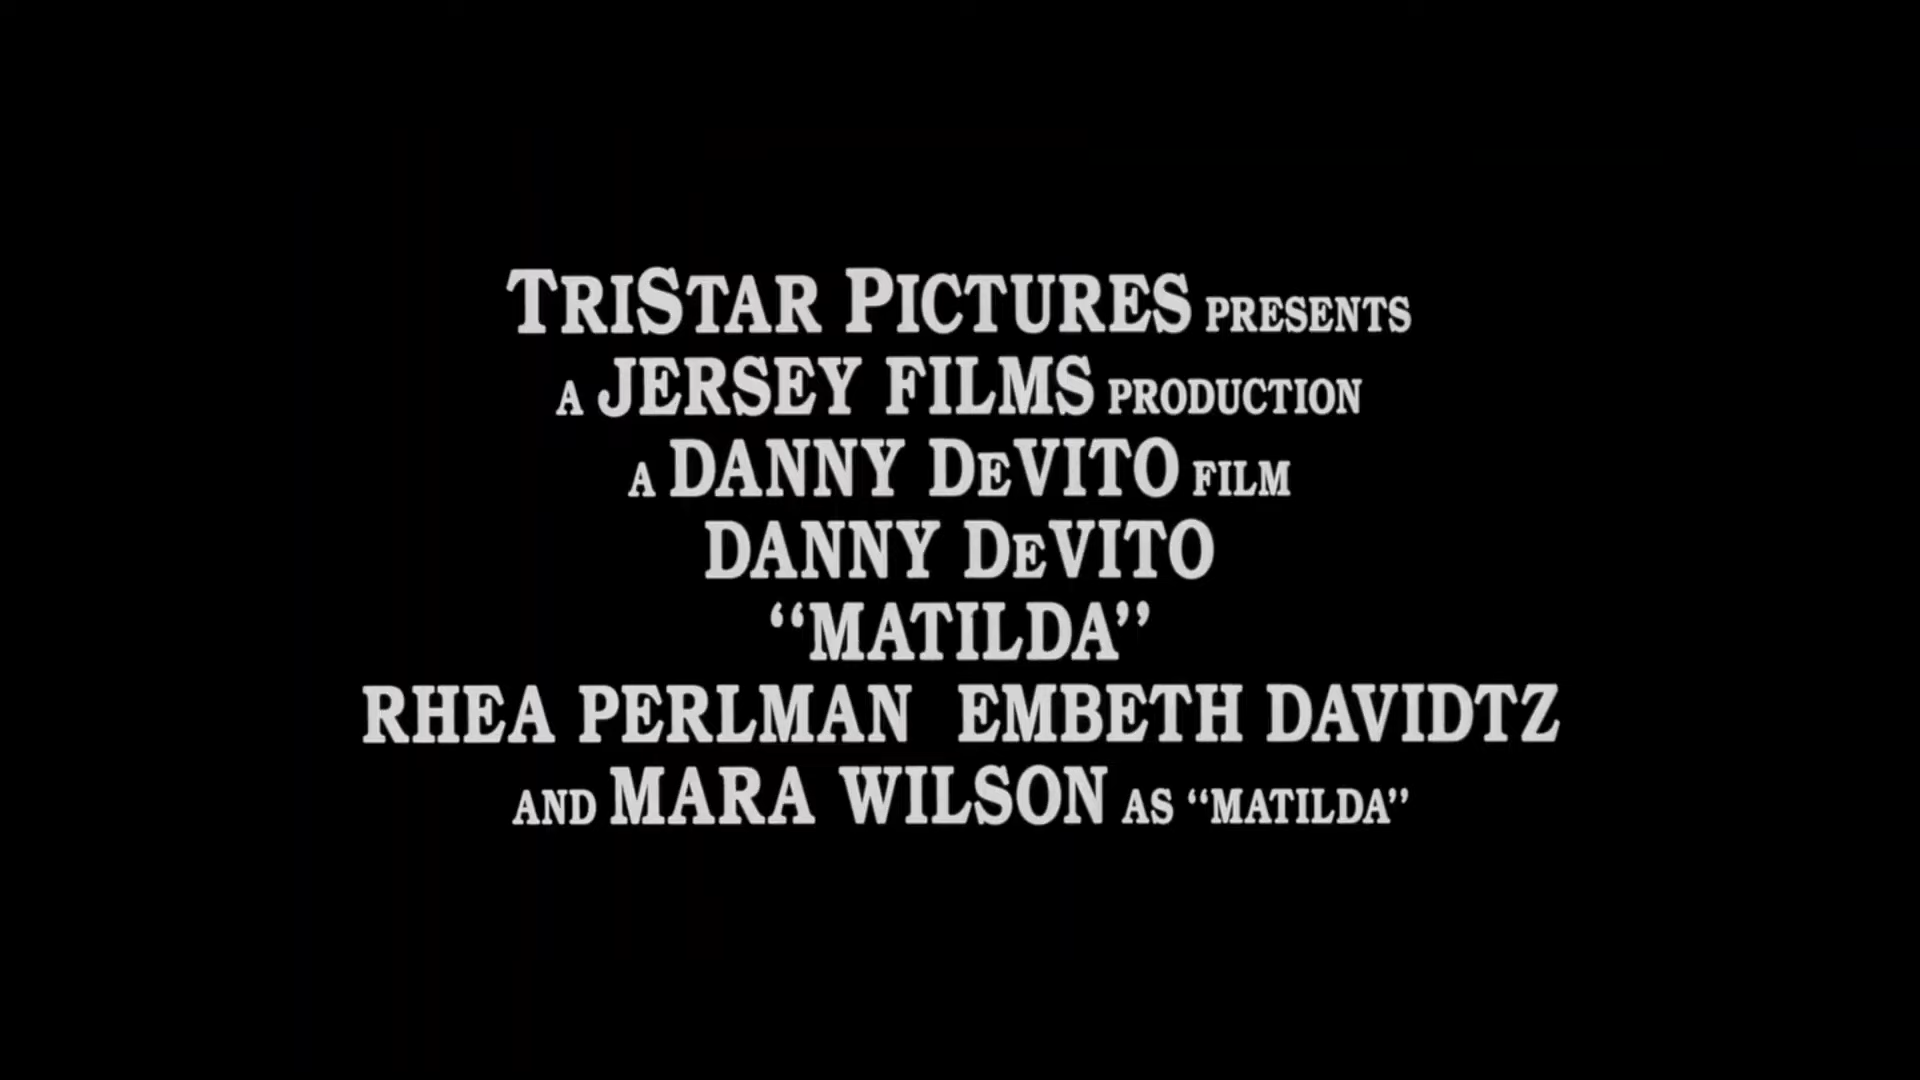 TRISTAR PICTURES PRESENTS
A JERSEY FILMS PRODUCTION
A DANNY DEVITO FILM
DANNY DEVITO
“MATILDA”
RHEA PERLMAN EMBETH DAVIDTZ
AND MARA WILSON AS “MATILDA”